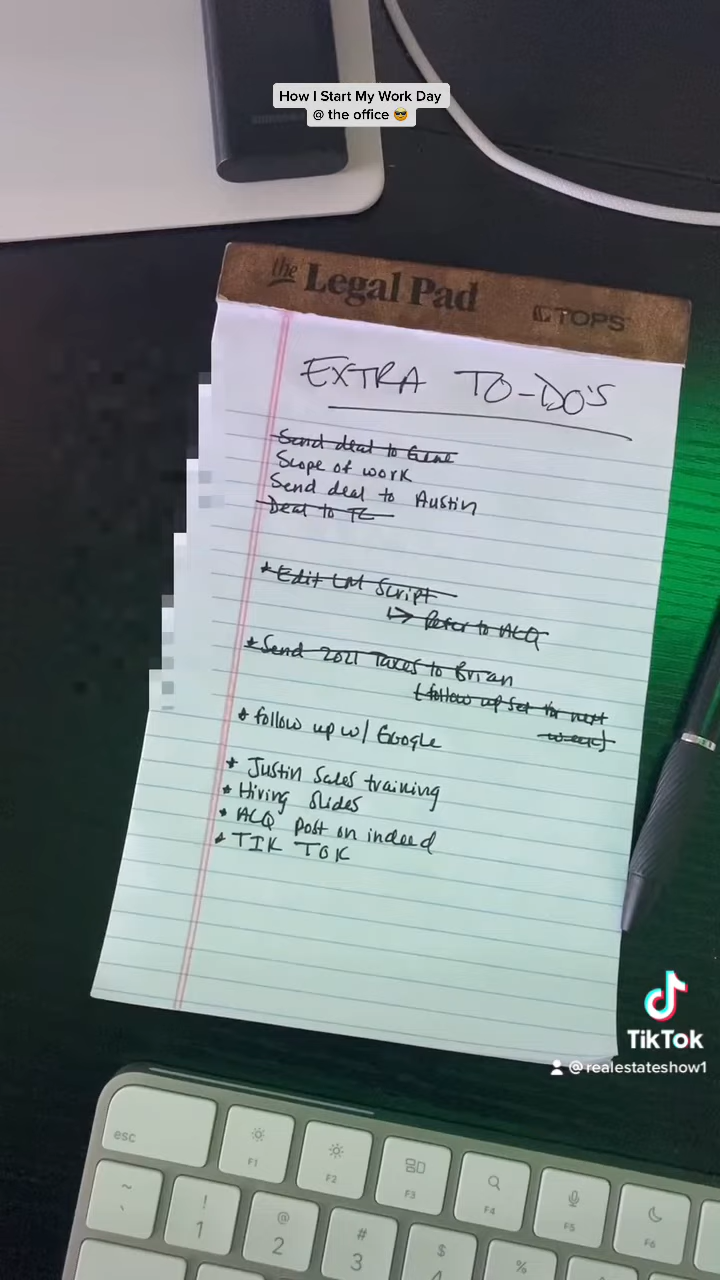 How I Start My Work Day
@ the office 😎
the Legal Pad
TOPS
EXTRA TO-DO'S
Send deal to Gene
Scope of work
Send deal to Austin
Deal to TC
* Edit LM Script
↳ Refer to ACQ
* Send 2021 Taxes to Brian
(follow up set for next
week)
* follow up w/ Google
* Justin Sales training
* Hiring slides
* ACQ post on indeed
* TIK TOK
TikTok
@realestateshow1
esc
F1
F2
F3
F4
F5
F6
~
`
!
1
@
2
#
3
$
4
%